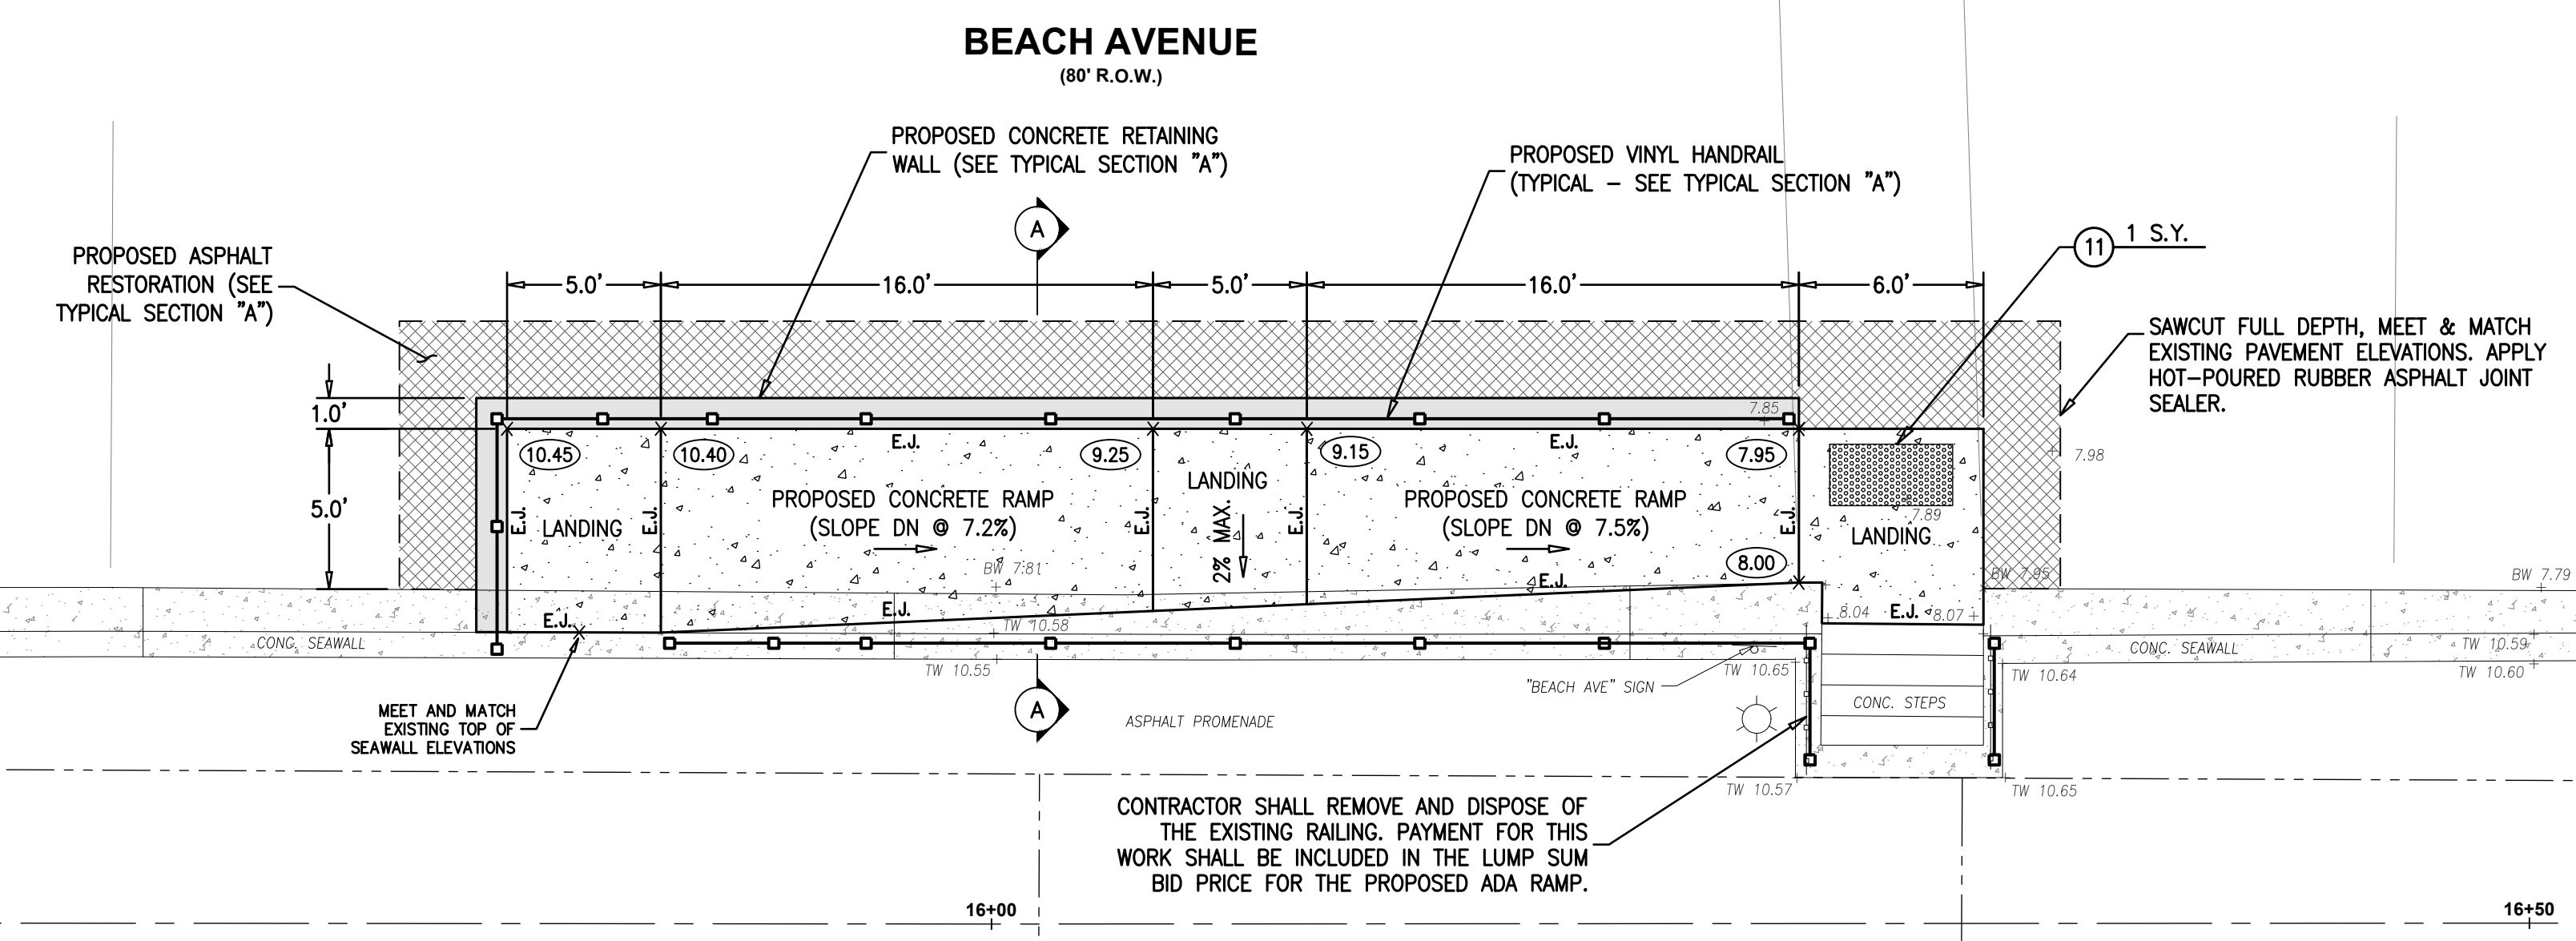 BEACH AVENUE
(80' R.O.W.)
PROPOSED CONCRETE RETAINING
WALL (SEE TYPICAL SECTION "A")
PROPOSED VINYL HANDRAIL
(TYPICAL – SEE TYPICAL SECTION "A")
A
11
1 S.Y.
PROPOSED ASPHALT
RESTORATION (SEE
TYPICAL SECTION "A")
5.0'
16.0'
5.0'
16.0'
6.0'
SAWCUT FULL DEPTH, MEET & MATCH
EXISTING PAVEMENT ELEVATIONS. APPLY
HOT–POURED RUBBER ASPHALT JOINT
SEALER.
1.0'
5.0'
7.85
10.45
10.40
E.J.
9.25
9.15
E.J.
7.95
7.98
LANDING
2% MAX.
PROPOSED CONCRETE RAMP
(SLOPE DN @ 7.2%)
PROPOSED CONCRETE RAMP
(SLOPE DN @ 7.5%)
E.J.
LANDING
E.J.
E.J.
E.J.
E.J.
7.89
LANDING
BW 7.81
8.00
E.J.
BW 7.95
BW 7.79
E.J.
E.J.
8.04
E.J.
8.07
TW 10.58
CONC. SEAWALL
CONC. SEAWALL
TW 10.59
TW 10.55
TW 10.65
TW 10.64
TW 10.60
"BEACH AVE" SIGN
CONC. STEPS
MEET AND MATCH
EXISTING TOP OF
SEAWALL ELEVATIONS
A
ASPHALT PROMENADE
TW 10.57
TW 10.65
CONTRACTOR SHALL REMOVE AND DISPOSE OF
THE EXISTING RAILING. PAYMENT FOR THIS
WORK SHALL BE INCLUDED IN THE LUMP SUM
BID PRICE FOR THE PROPOSED ADA RAMP.
16+00
16+50